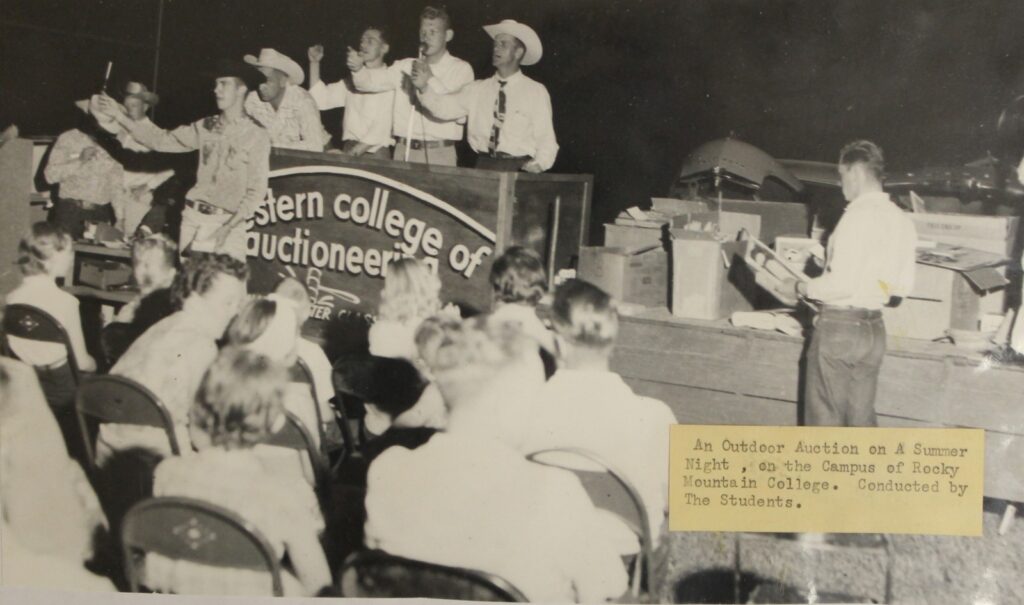 stern college of
auctioneering
An Outdoor Auction on A Summer
Night , on the Campus of Rocky
Mountain College. Conducted by
The Students.